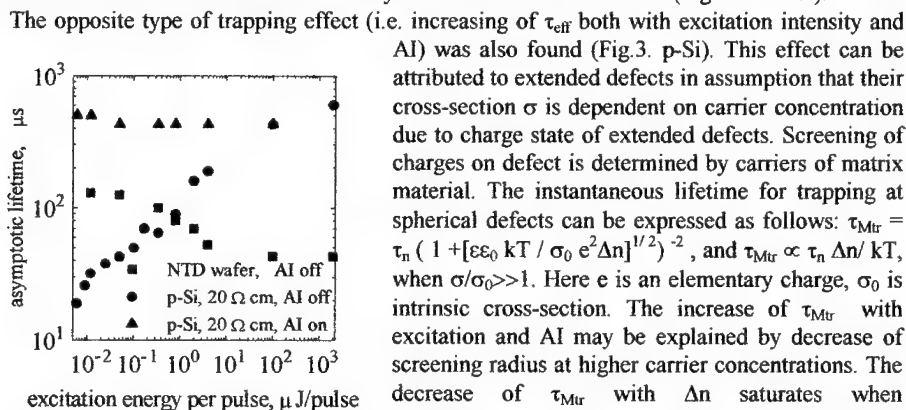 The opposite type of trapping effect (i.e. increasing of τeff both with excitation intensity and
AI) was also found (Fig.3. p-Si). This effect can be
attributed to extended defects in assumption that their
cross-section σ is dependent on carrier concentration
due to charge state of extended defects. Screening of
charges on defect is determined by carriers of matrix
material. The instantaneous lifetime for trapping at
spherical defects can be expressed as follows: τMtr =
τn ( 1 +[εε0 kT / σ0 e²Δn]^1/2 )^-2 , and τMtr ∝ τn Δn/ kT,
when σ/σ0>>1. Here e is an elementary charge, σ0 is
intrinsic cross-section. The increase of τMtr with
excitation and AI may be explained by decrease of
screening radius at higher carrier concentrations. The
decrease of τMtr with Δn saturates when
asymptotic lifetime, μs
10³
10²
10¹
NTD wafer, AI off
p-Si, 20 Ω cm, AI off
p-Si, 20 Ω cm, AI on
10^-2 10^-1 10^0 10^1 10^2 10^3
excitation energy per pulse, μ J/pulse